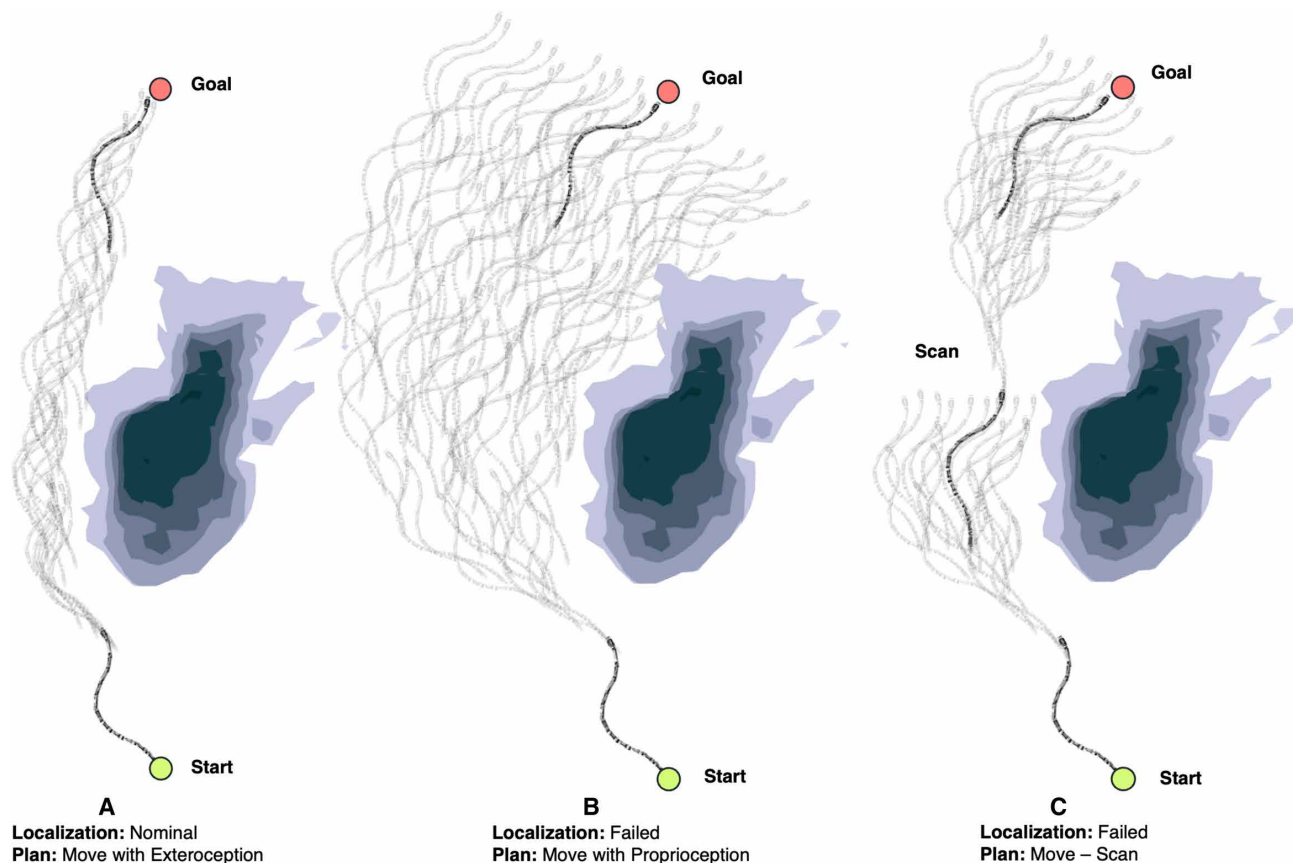 Goal
Goal
Goal
Scan
Start
Start
Start
A
B
C
Localization: Nominal
Plan: Move with Exteroception
Localization: Failed
Plan: Move with Proprioception
Localization: Failed
Plan: Move – Scan